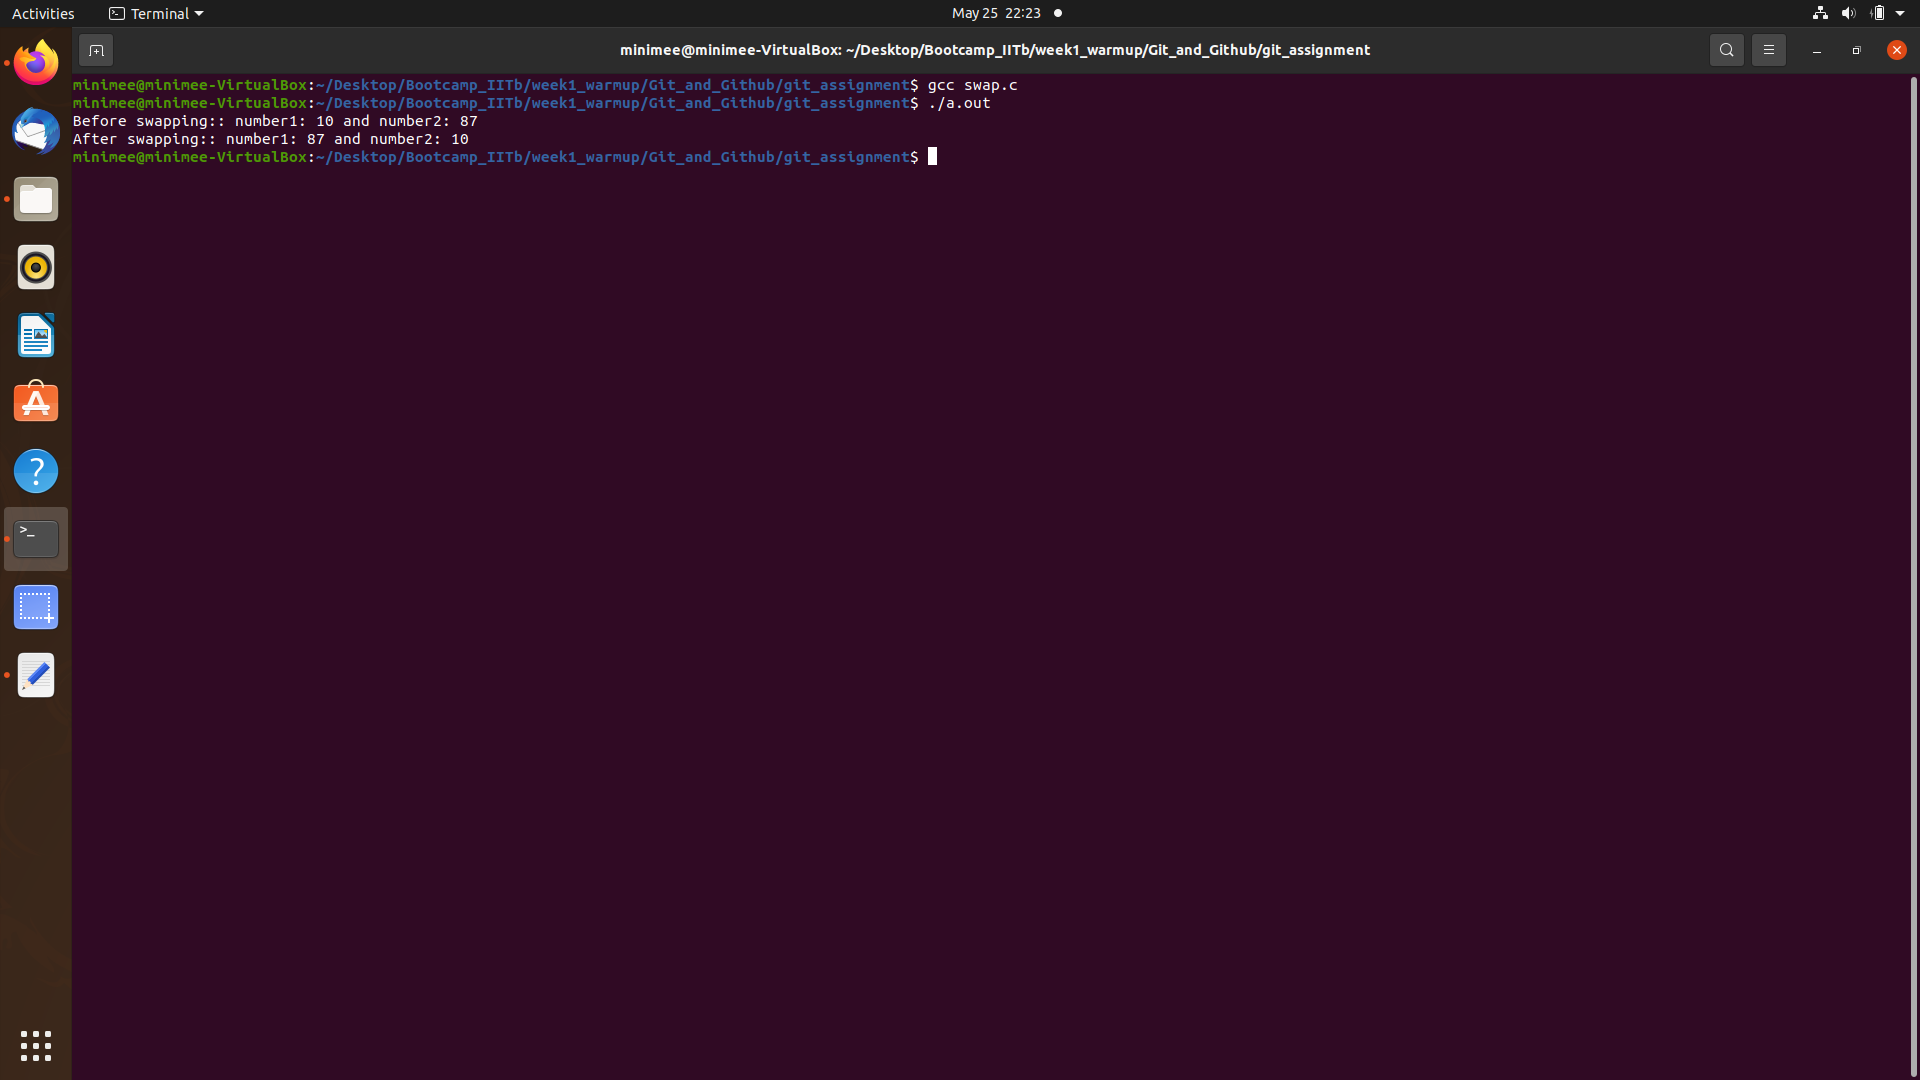 Activities
Terminal
May 25 22:23
minimee@minimee-VirtualBox: ~/Desktop/Bootcamp_IITb/week1_warmup/Git_and_Github/git_assignment
minimee@minimee-VirtualBox:~/Desktop/Bootcamp_IITb/week1_warmup/Git_and_Github/git_assignment$ gcc swap.c
minimee@minimee-VirtualBox:~/Desktop/Bootcamp_IITb/week1_warmup/Git_and_Github/git_assignment$ ./a.out
Before swapping:: number1: 10 and number2: 87
After swapping:: number1: 87 and number2: 10
minimee@minimee-VirtualBox:~/Desktop/Bootcamp_IITb/week1_warmup/Git_and_Github/git_assignment$